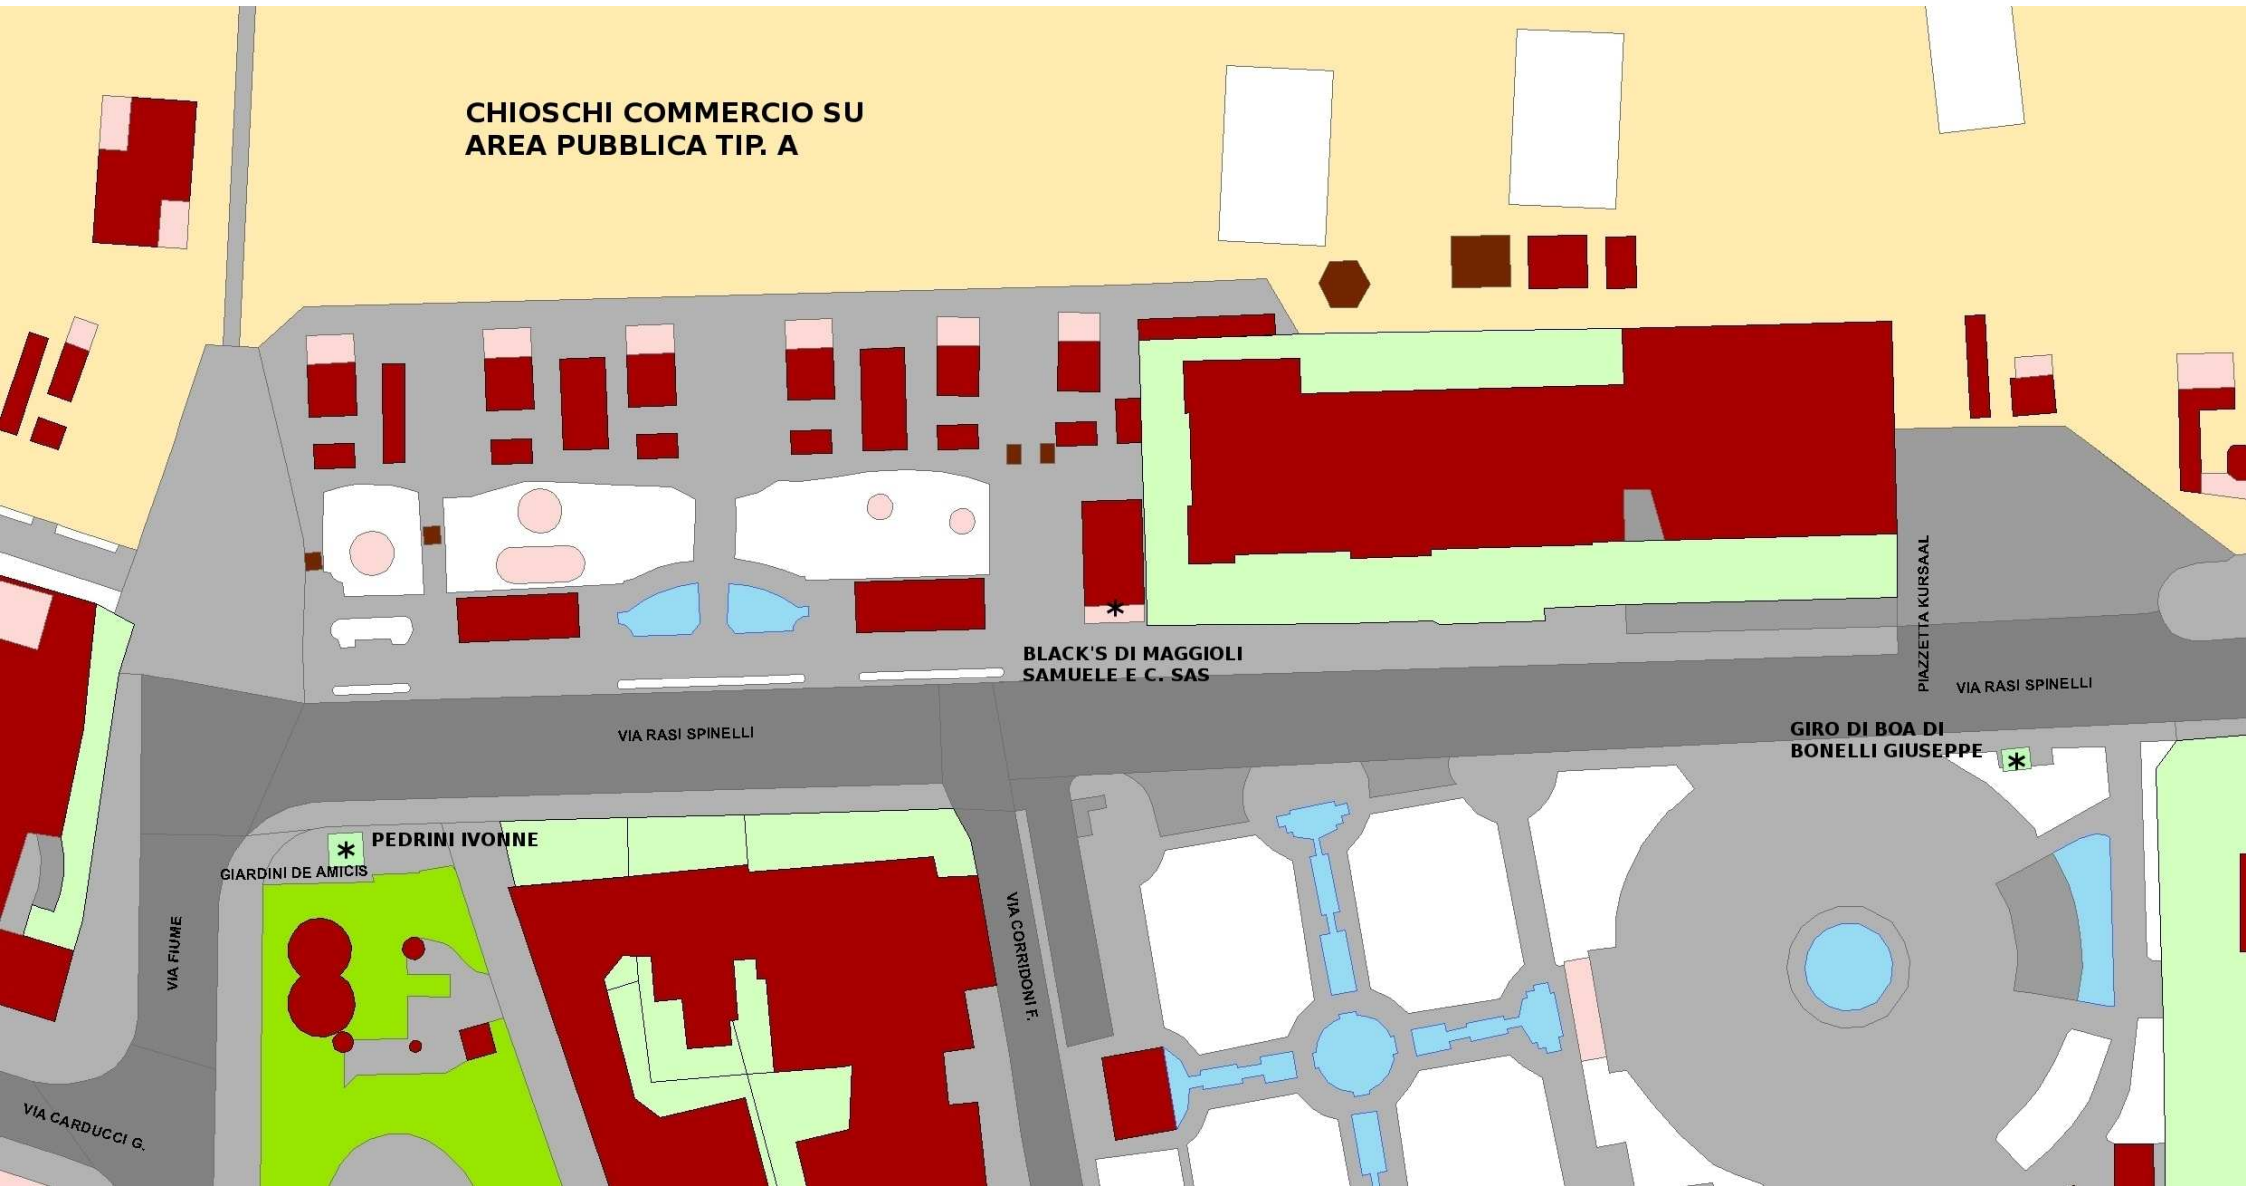 CHIOSCHI COMMERCIO SU
AREA PUBBLICA TIP. A
BLACK'S DI MAGGIOLI
SAMUELE E C. SAS
PIAZZETTA KURSAAL
VIA RASI SPINELLI
VIA RASI SPINELLI
GIRO DI BOA DI
BONELLI GIUSEPPE
*
*
PEDRINI IVONNE
*
GIARDINI DE AMICIS
VIA FIUME
VIA CORRIDONI F.
VIA CARDUCCI G.